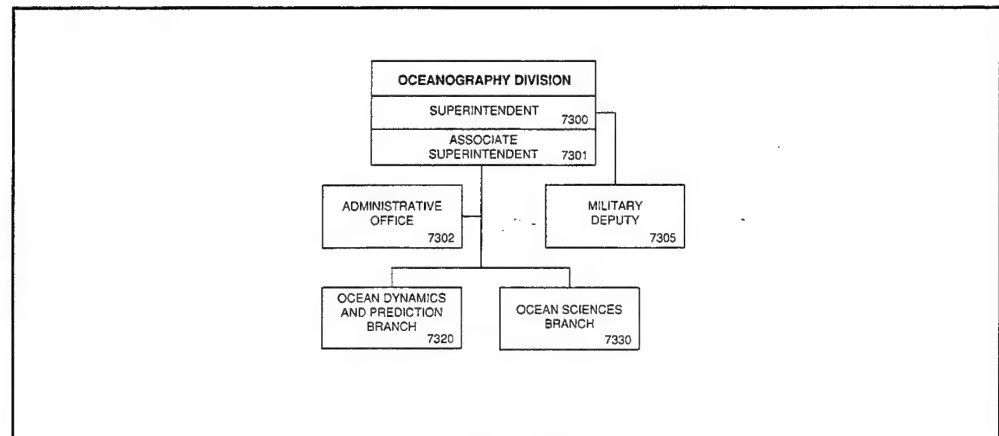 OCEANOGRAPHY DIVISION
SUPERINTENDENT
7300
ASSOCIATE
SUPERINTENDENT
7301
ADMINISTRATIVE
OFFICE
7302
MILITARY
DEPUTY
7305
OCEAN DYNAMICS
AND PREDICTION
BRANCH
7320
OCEAN SCIENCES
BRANCH
7330